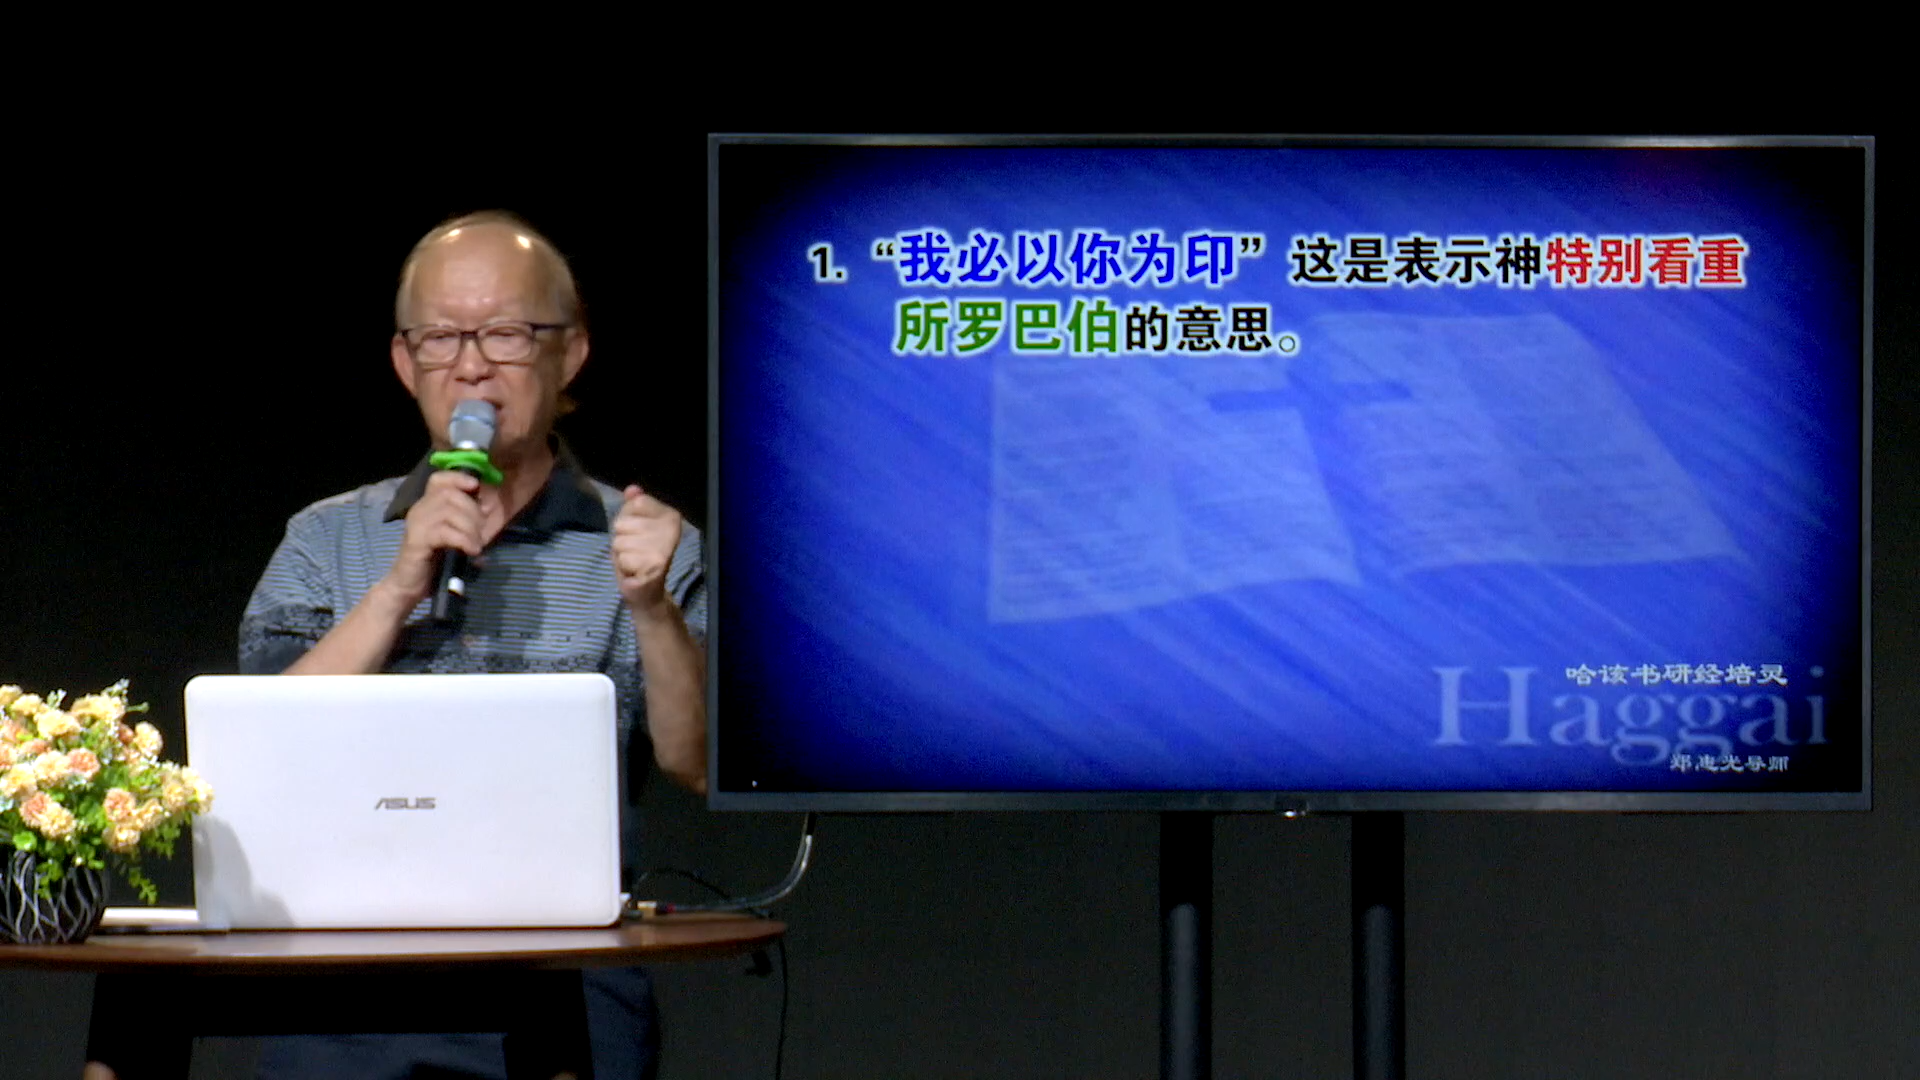 1. “我必以你为印”这是表示神特别看重
所罗巴伯的意思。
哈该书研经培灵
Haggai
郑惠光导师
ASUS